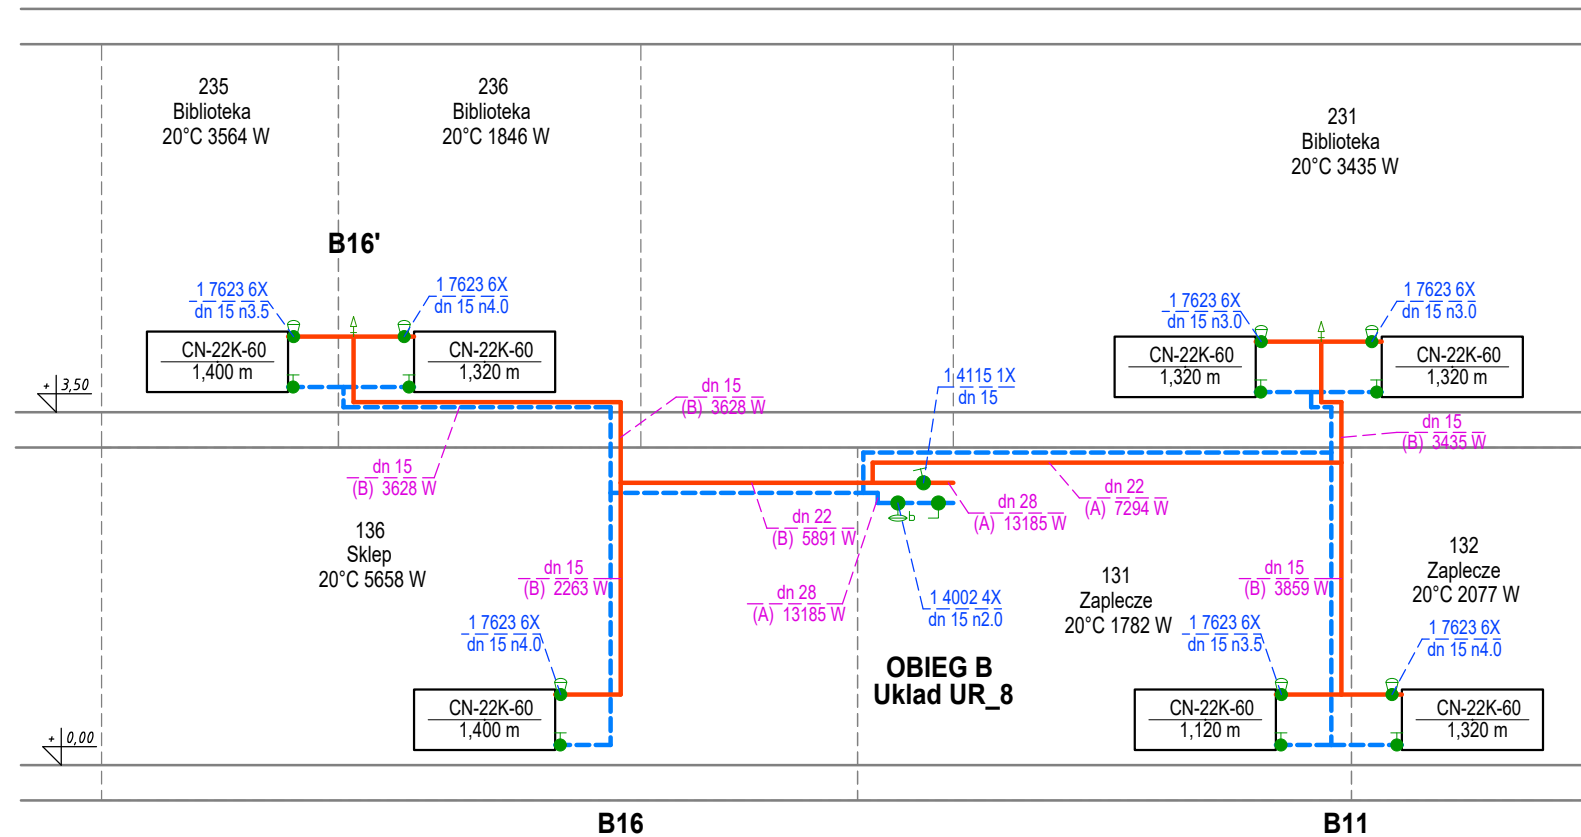 235
Biblioteka
20°C 3564 W
236
Biblioteka
20°C 1846 W
231
Biblioteka
20°C 3435 W
B16'
1 7623 6X
dn 15 n3.5
1 7623 6X
dn 15 n4.0
1 7623 6X
dn 15 n3.0
1 7623 6X
dn 15 n3.0
CN-22K-60
1,400 m
CN-22K-60
1,320 m
CN-22K-60
1,320 m
CN-22K-60
1,320 m
+ 3,50
dn 15
(B) 3628 W
1 4115 1X
dn 15
dn 15
(B) 3435 W
dn 15
(B) 3628 W
dn 22
(B) 5891 W
b
dn 28
(A) 13185 W
dn 22
(A) 7294 W
136
Sklep
20°C 5658 W
dn 15
(B) 2263 W
dn 28
(A) 13185 W
1 4002 4X
dn 15 n2.0
131
Zaplecze
20°C 1782 W
dn 15
(B) 3859 W
132
Zaplecze
20°C 2077 W
1 7623 6X
dn 15 n4.0
1 7623 6X
dn 15 n3.5
1 7623 6X
dn 15 n4.0
OBIEG B
Uklad UR_8
CN-22K-60
1,400 m
CN-22K-60
1,120 m
CN-22K-60
1,320 m
+ 0,00
B16
B11